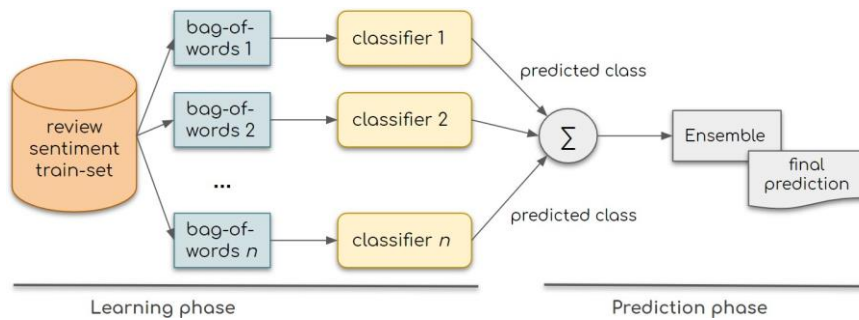 review
sentiment
train-set
bag-of-
words 1
classifier 1
bag-of-
words 2
classifier 2
...
bag-of-
words n
classifier n
predicted class
predicted class
∑
Ensemble
final
prediction
Learning phase
Prediction phase